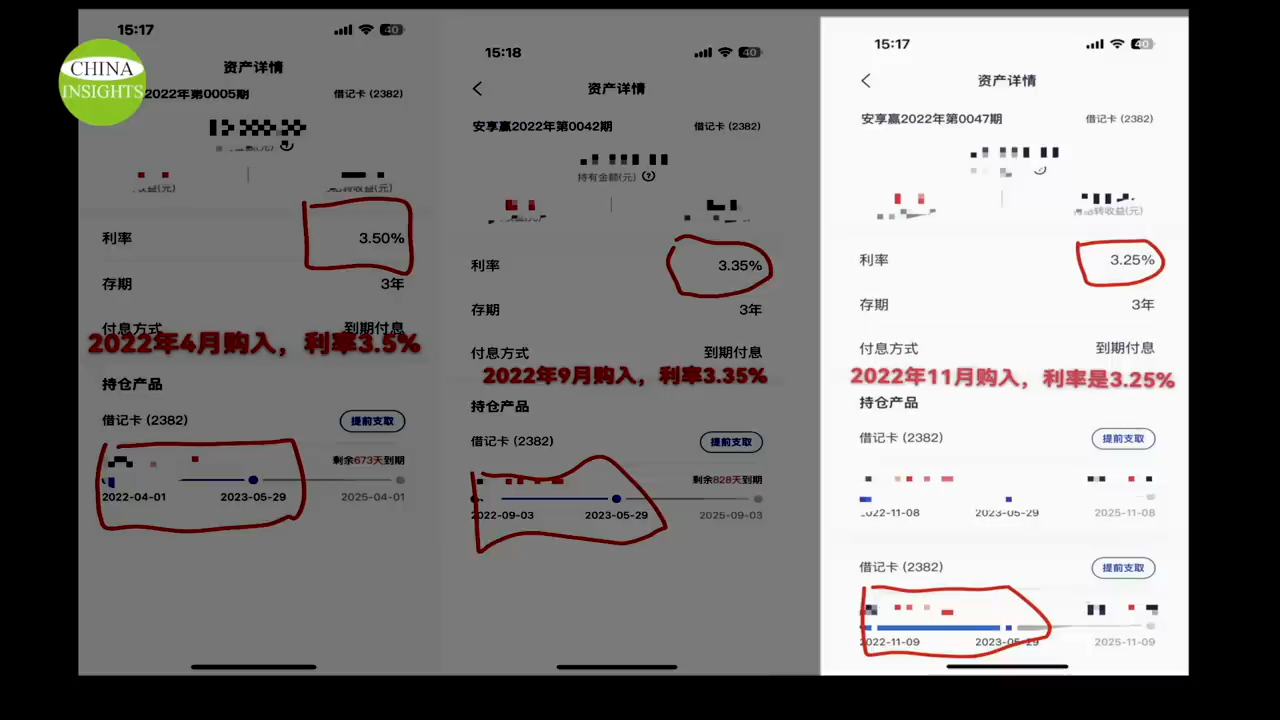 CHINA
INSIGHTS
15:17
40
资产详情
2022年第0005期
借记卡 (2382)
利率
3.50%
存期
3年
付息方式
到期付息
2022年4月购入，利率3.5%
持仓产品
借记卡 (2382)
提前支取
剩余673天到期
2022-04-01
2023-05-29
2025-04-01
15:18
40
资产详情
安享赢2022年第0042期
借记卡 (2382)
持有金额(元)
利率
3.35%
存期
3年
付息方式
到期付息
2022年9月购入，利率3.35%
持仓产品
借记卡 (2382)
提前支取
剩余828天到期
2022-09-03
2023-05-29
2025-09-03
15:17
40
资产详情
安享赢2022年第0047期
借记卡 (2382)
利率
3.25%
存期
3年
付息方式
到期付息
2022年11月购入，利率是3.25%
持仓产品
借记卡 (2382)
提前支取
2022-11-08
2023-05-29
2025-11-08
借记卡 (2382)
提前支取
2022-11-09
2023-05-29
2025-11-09